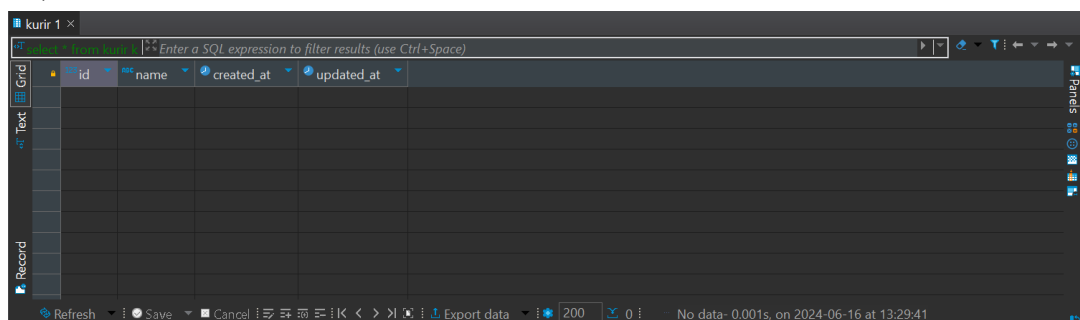 kurir 1
select * from kurir k Enter a SQL expression to filter results (use Ctrl+Space)
Grid
Text
Record
id name created_at updated_at
Panels
Refresh Save Cancel Export data 200 0 No data- 0.001s, on 2024-06-16 at 13:29:41